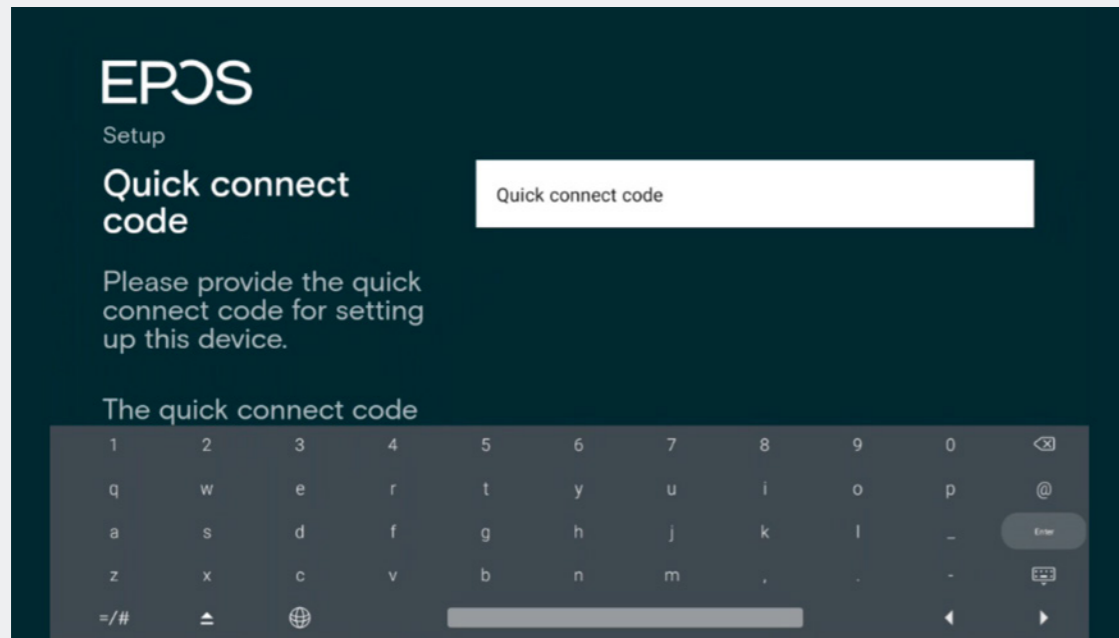 EPOS
Setup
Quick connect
code
Quick connect code
Please provide the quick
connect code for setting
up this device.
The quick connect code
1 2 3 4 5 6 7 8 9 0
q w e r t y u i o p @
a s d f g h j k l _ Enter
z x c v b n m , . -
=/#